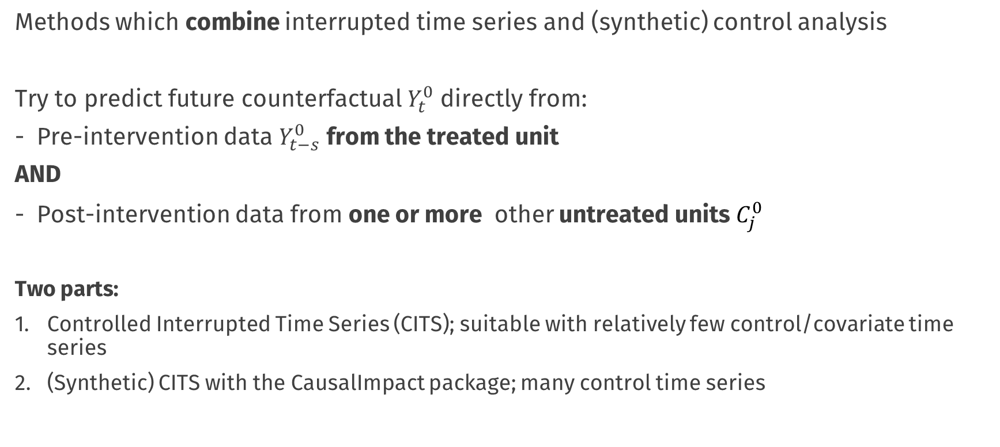 Methods which combine interrupted time series and (synthetic) control analysis
Try to predict future counterfactual Y_t^0 directly from:
- Pre-intervention data Y_{t-s}^0 from the treated unit
AND
- Post-intervention data from one or more other untreated units C_j^0
Two parts:
1. Controlled Interrupted Time Series (CITS); suitable with relatively few control/covariate time
series
2. (Synthetic) CITS with the CausalImpact package; many control time series